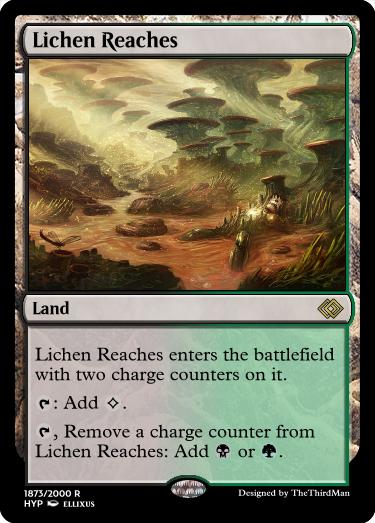 Lichen Reaches
Land
Lichen Reaches enters the battlefield
with two charge counters on it.
: Add .
, Remove a charge counter from
Lichen Reaches: Add or .
1873/2000 R
HYP ELLIXUS
Designed by TheThirdMan